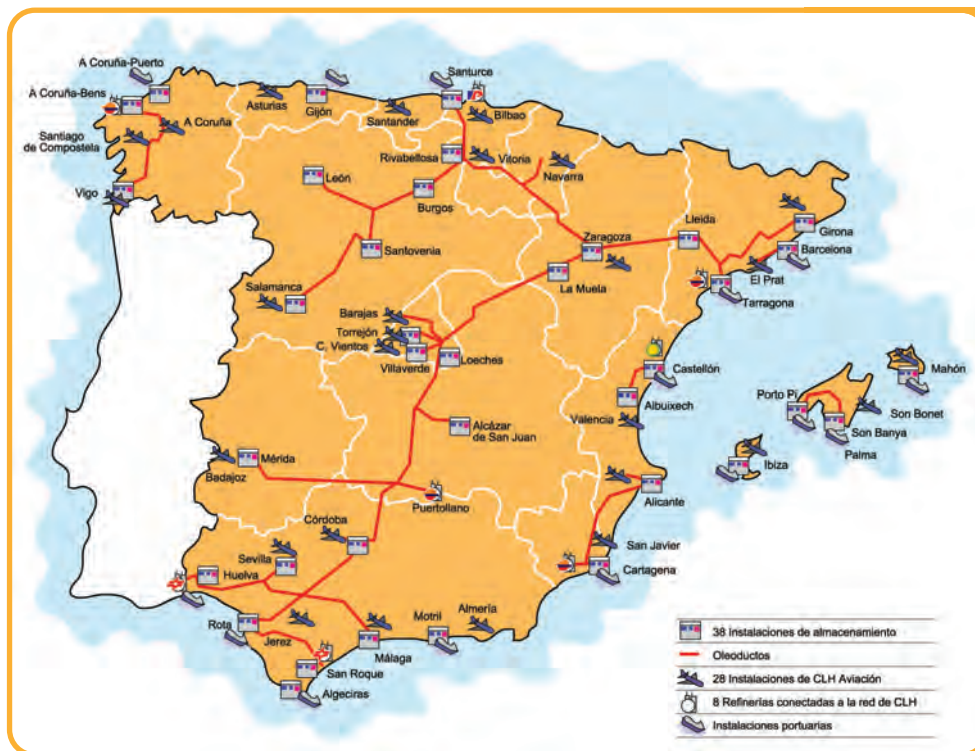 A Coruña-Puerto
A Coruña-Bens
A Coruña
Santiago
de Compostela
Vigo
Asturias
Gijón
Santander
Santurce
Bilbao
Rivabellosa
Vitoria
Navarra
León
Burgos
Santovenia
Salamanca
Zaragoza
La Muela
Lleida
Girona
Barcelona
El Prat
Tarragona
Barajas
Torrejón
C. Vientos
Villaverde
Loeches
Castellón
Albuixech
Valencia
Mahón
Porto Pi
Son Bonet
Son Banya
Palma
Ibiza
Alcázar
de San Juan
Mérida
Badajoz
Puertollano
Alicante
San Javier
Cartagena
Córdoba
Sevilla
Huelva
Rota
Jerez
San Roque
Algeciras
Málaga
Motril
Almería
38 Instalaciones de almacenamiento
Oleoductos
28 Instalaciones de CLH Aviación
8 Refinerías conectadas a la red de CLH
Instalaciones portuarias